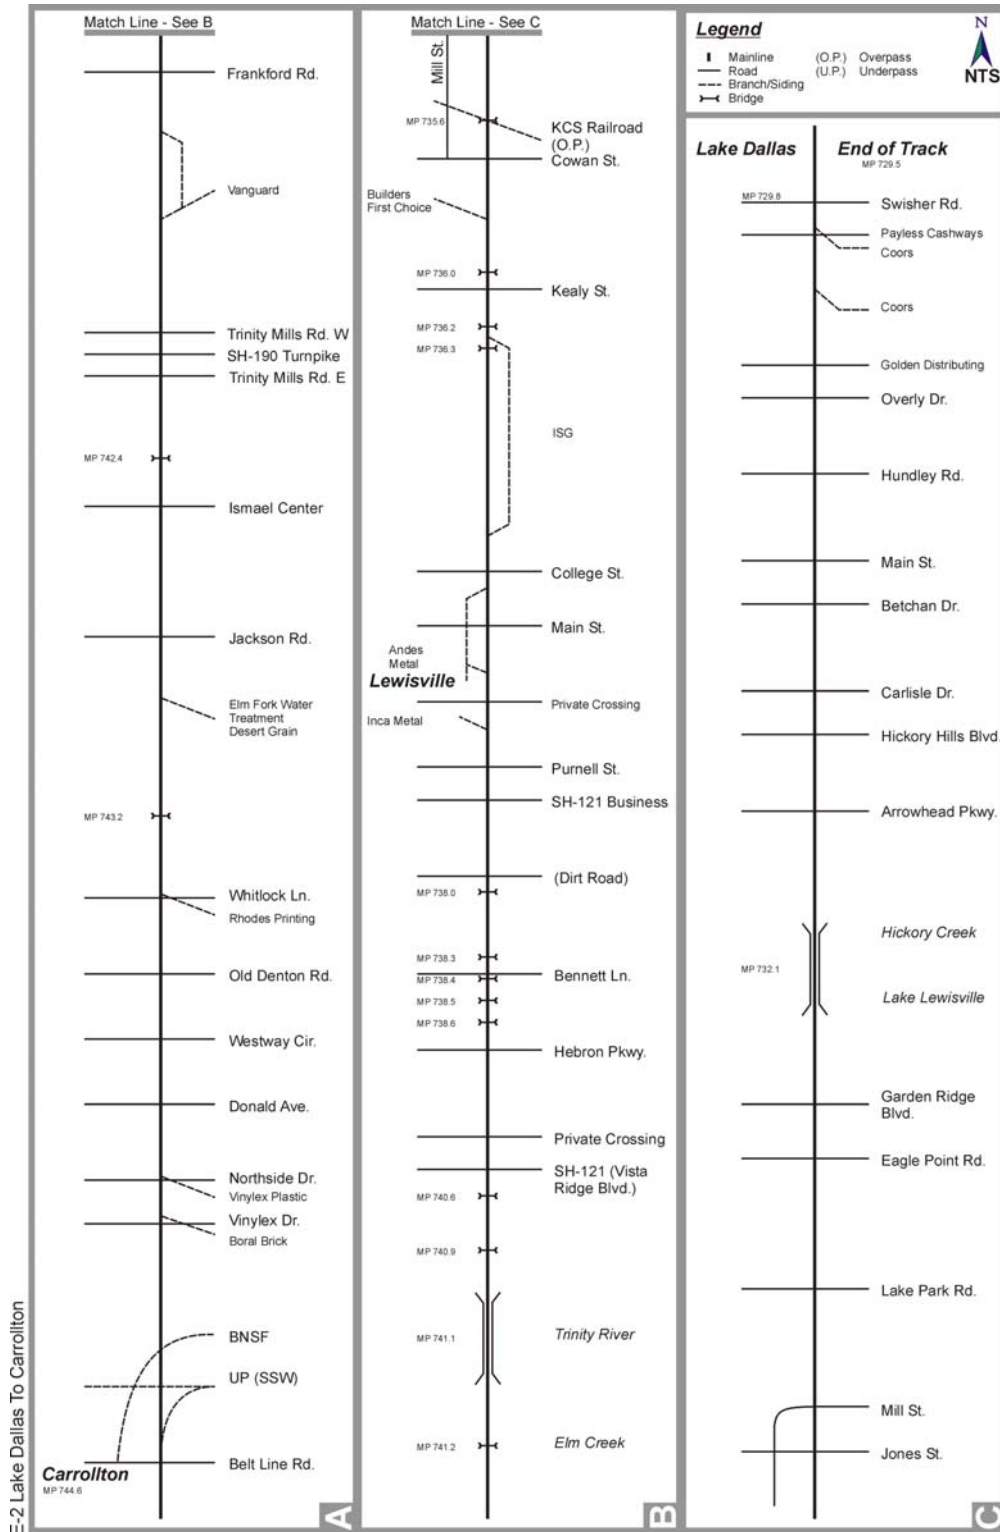 Match Line - See B
Frankford Rd.
Vanguard
Trinity Mills Rd. W
SH-190 Turnpike
Trinity Mills Rd. E
MP 742.4
Ismael Center
Jackson Rd.
Elm Fork Water
Treatment
Desert Grain
MP 743.2
Whitlock Ln.
Rhodes Printing
Old Denton Rd.
Westway Cir.
Donald Ave.
Northside Dr.
Vinylex Plastic
Vinylex Dr.
Boral Brick
BNSF
UP (SSW)
Belt Line Rd.
Carrollton
MP 744.6
A
E-2 Lake Dallas To Carrollton
Match Line - See C
Mill St.
MP 735.6
KCS Railroad
(O.P.)
Cowan St.
Builders
First Choice
MP 736.0
Kealy St.
MP 736.2
MP 736.3
ISG
College St.
Main St.
Andes
Metal
Lewisville
Private Crossing
Inca Metal
Purnell St.
SH-121 Business
(Dirt Road)
MP 738.0
MP 738.3
Bennett Ln.
MP 738.4
MP 738.5
MP 738.6
Hebron Pkwy.
Private Crossing
SH-121 (Vista
Ridge Blvd.)
MP 740.6
MP 740.9
MP 741.1
Trinity River
MP 741.2
Elm Creek
B
Legend
Mainline
Road
Branch/Siding
Bridge
(O.P.) Overpass
(U.P.) Underpass
N
NTS
Lake Dallas
End of Track
MP 729.5
MP 729.8
Swisher Rd.
Payless Cashways
Coors
Coors
Golden Distributing
Overly Dr.
Hundley Rd.
Main St.
Betchan Dr.
Carlisle Dr.
Hickory Hills Blvd.
Arrowhead Pkwy.
Hickory Creek
MP 732.1
Lake Lewisville
Garden Ridge
Blvd.
Eagle Point Rd.
Lake Park Rd.
Mill St.
Jones St.
C